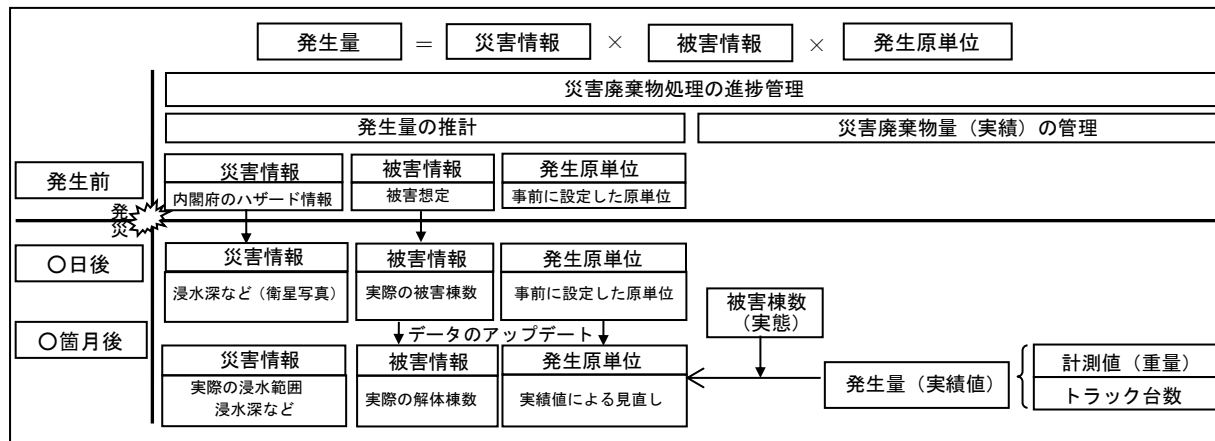 発生量 = 災害情報 × 被害情報 × 発生原単位
災害廃棄物処理の進捗管理
発生量の推計
災害廃棄物量（実績）の管理
発生前
災害情報
内閣府のハザード情報
被害情報
被害想定
発生原単位
事前に設定した原単位
発災
〇日後
災害情報
浸水深など（衛星写真）
被害情報
実際の被害棟数
発生原単位
事前に設定した原単位
被害棟数
（実態）
データのアップデート
〇箇月後
災害情報
実際の浸水範囲
浸水深など
被害情報
実際の解体棟数
発生原単位
実績値による見直し
発生量（実績値）
計測値（重量）
トラック台数